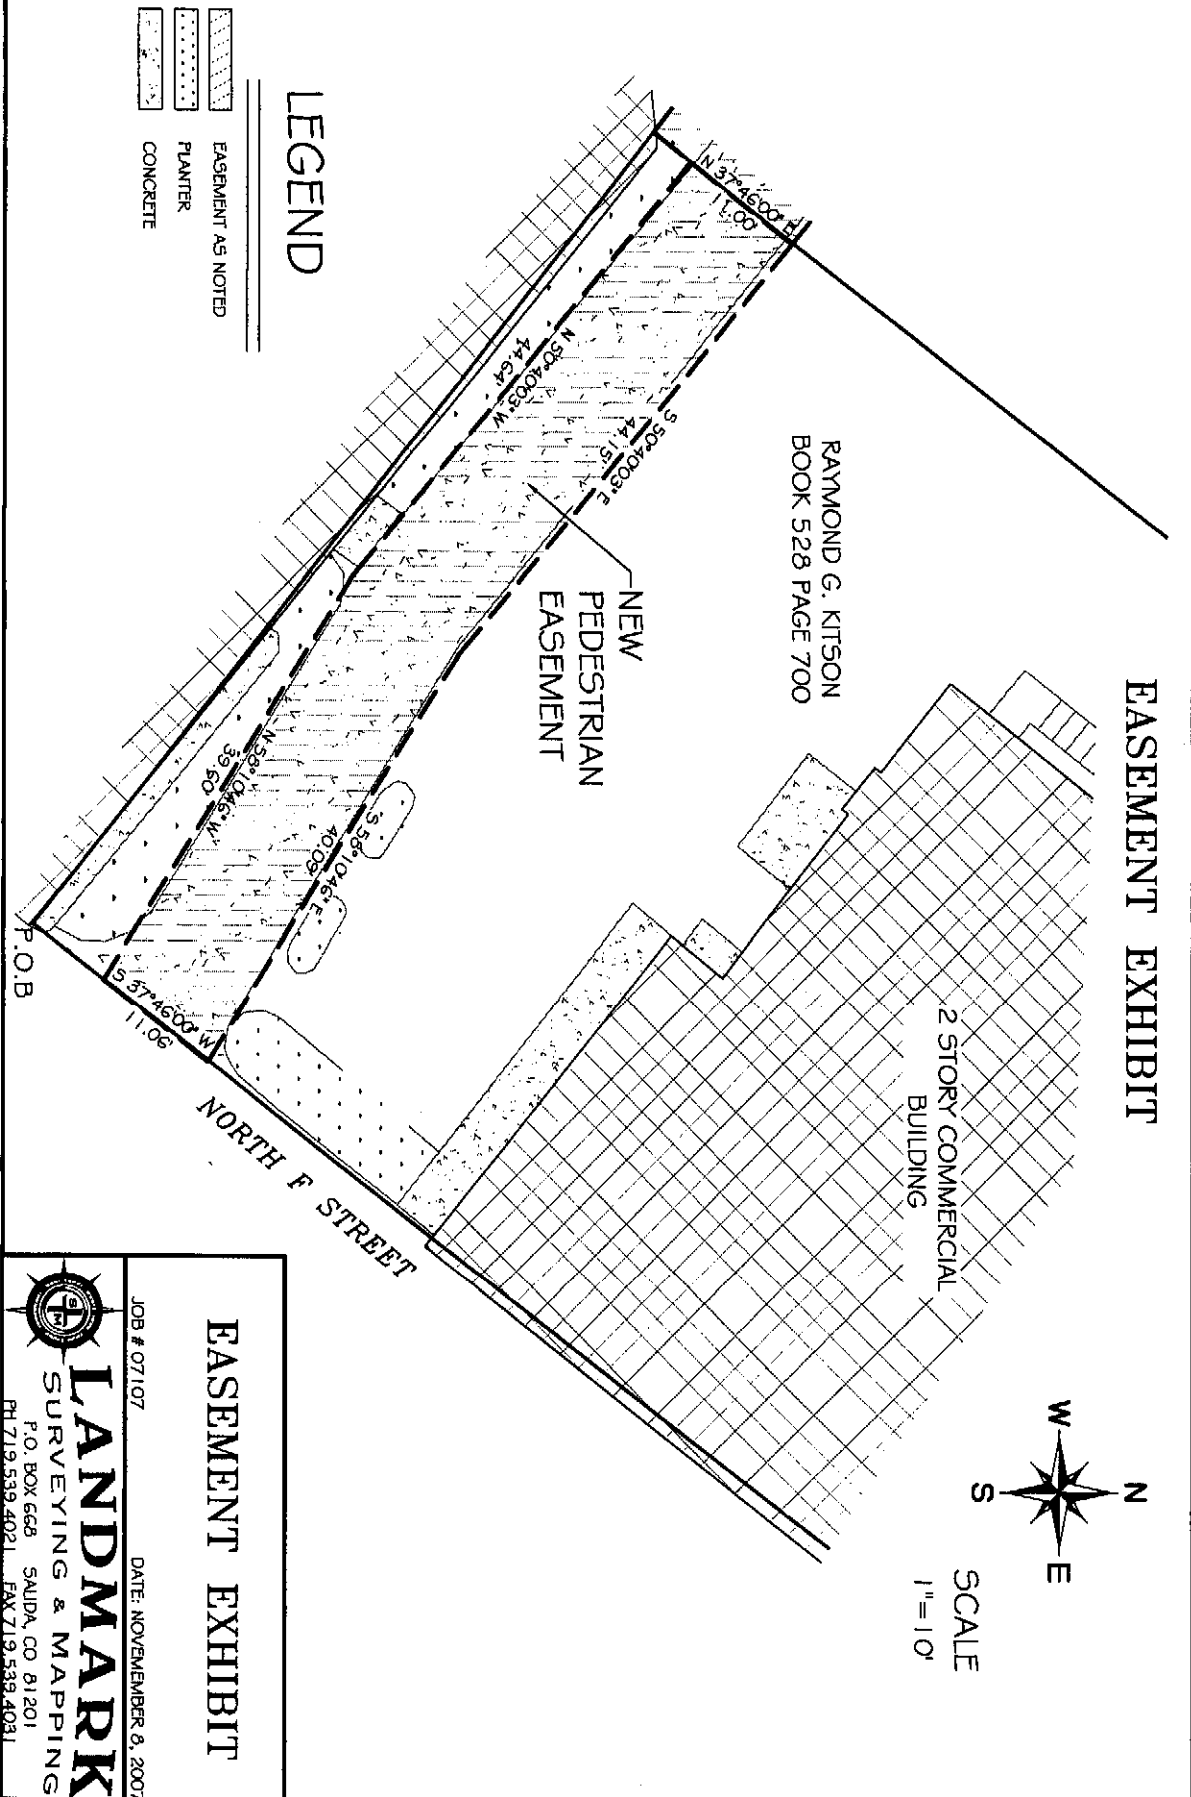 EASEMENT EXHIBIT
N
W
E
S
SCALE
1"=10'
2 STORY COMMERCIAL
BUILDING
RAYMOND G. KITSON
BOOK 528 PAGE 700
N 37°46'00" E
11.00'
S 50°40'03" E
44.15'
N 50°40'03" W
44.64'
NEW
PEDESTRIAN
EASEMENT
S 58°10'46" E
40.09'
N 58°10'46" W
39.60'
S 37°46'00" W
11.06'
P.O.B
NORTH F STREET
LEGEND
EASEMENT AS NOTED
PLANTER
CONCRETE
EASEMENT EXHIBIT
JOB # 07107
DATE: NOVEMEMBER 8, 2007
S
M
LANDMARK
SURVEYING & MAPPING
P.O. BOX 668 SALIDA, CO 81201
PH 719.539.4021 FAX 719.539.4031